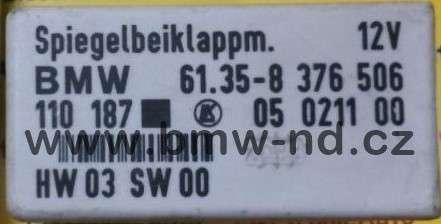 Spiegelbeiklappm. 12V
BMW 61.35-8 376 506
110 187 05 0211 00
www.bmw-nd.cz
HW 03 SW 00